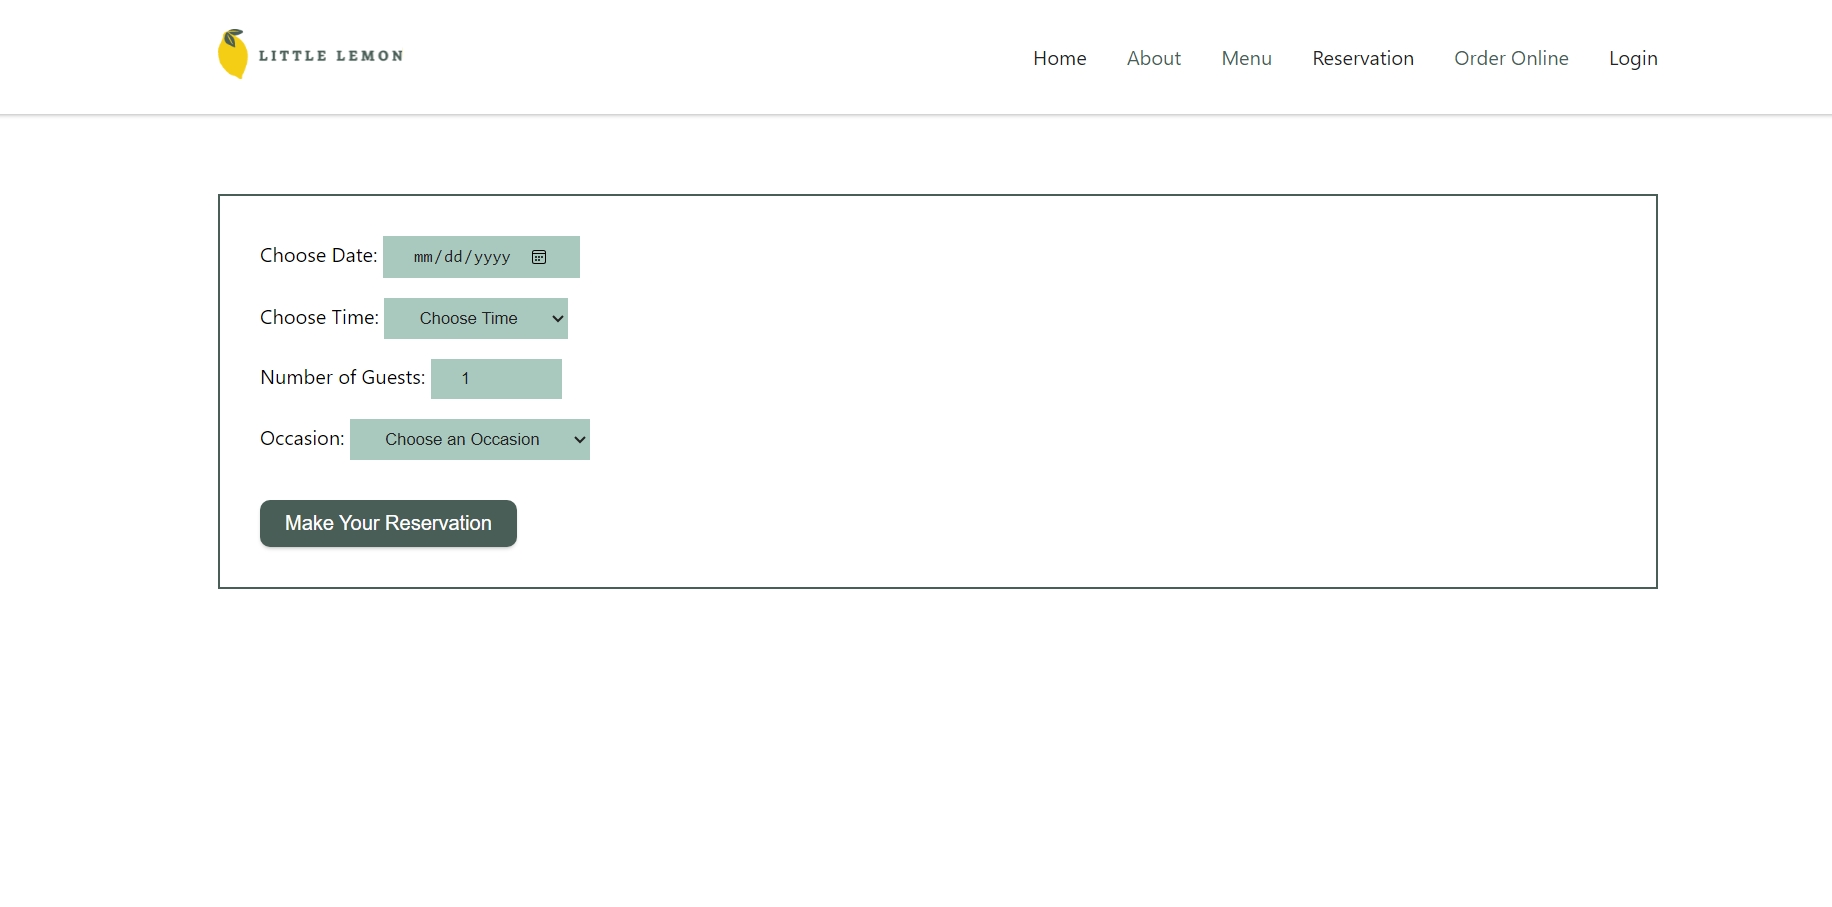 LITTLE LEMON
Home About Menu Reservation Order Online Login
Choose Date: mm/dd/yyyy
Choose Time: Choose Time
Number of Guests: 1
Occasion: Choose an Occasion
Make Your Reservation